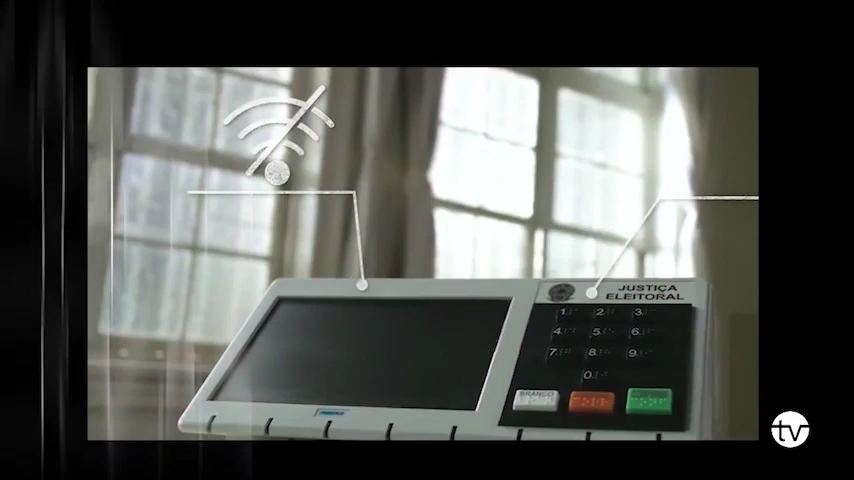 JUSTIÇA
ELEITORAL
1 2 3
4 5 6
7 8 9
0
BRANCO
tv